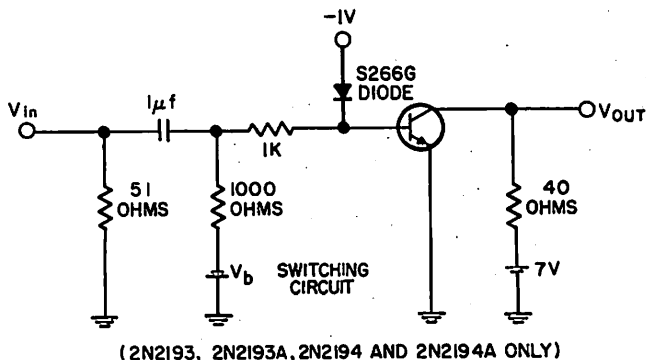 -1V
S266G
DIODE
Vin
1µf
1K
VOUT
51
OHMS
1000
OHMS
40
OHMS
Vb
SWITCHING
CIRCUIT
7V
(2N2193, 2N2193A, 2N2194 AND 2N2194A ONLY)